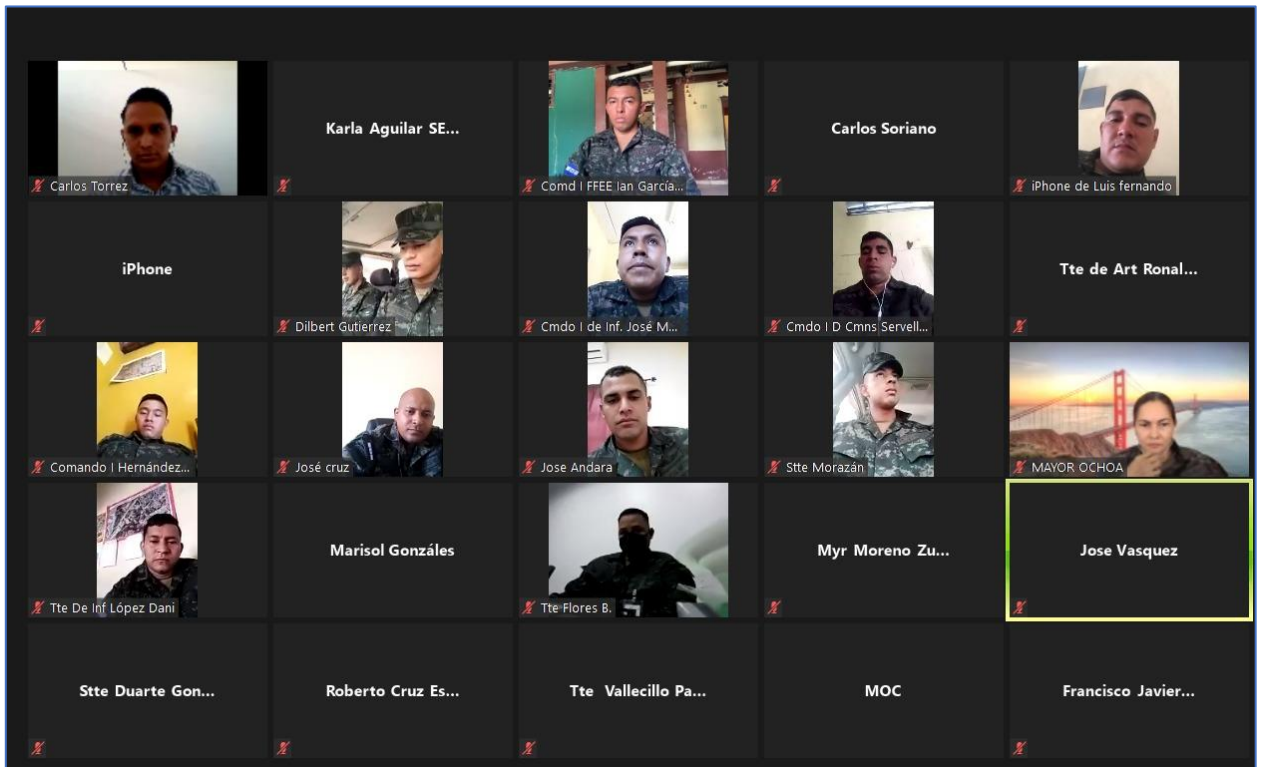 Carlos Torrez
Karla Aguilar SE...
Comd I FFEE Ian García...
Carlos Soriano
iPhone de Luis fernando
iPhone
Dilbert Gutierrez
Cmdo I de Inf. José M...
Cmdo I D Cmns Servell...
Tte de Art Ronal...
Comando I Hernández...
José cruz
Jose Andara
Stte Morazán
MAYOR OCHOA
Tte De Inf López Dani
Marisol Gonzáles
Tte Flores B.
Myr Moreno Zu...
Jose Vasquez
Stte Duarte Gon...
Roberto Cruz Es...
Tte Vallecillo Pa...
MOC
Francisco Javier...